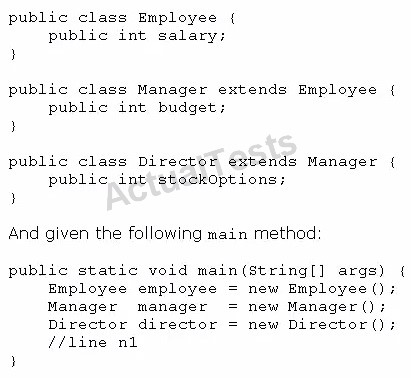 public class Employee {
    public int salary;
}
public class Manager extends Employee {
    public int budget;
}
public class Director extends Manager {
    public int stockOptions;
}
ActualTests
And given the following main method:
public static void main(String[] args) {
    Employee employee = new Employee();
    Manager  manager  = new Manager();
    Director director = new Director();
    //line n1
}